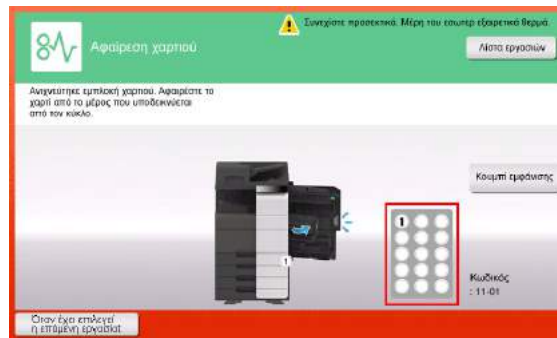 Συνεχίστε προσεκτικά. Μέρη του εσωτερ εξαιρετικά θερμά.
Αφαίρεση χαρτιού
Λίστα εργασιών
Ανιχνεύτηκε εμπλοκή χαρτιού. Αφαιρέστε το
χαρτί από το μέρος που υποδεικνύεται
από τον κύκλο.
Κουμπί εμφάνισης
1
1
Κωδικός
: 11-01
Όταν έχει επιλεγεί
η επόμενη εργασία!